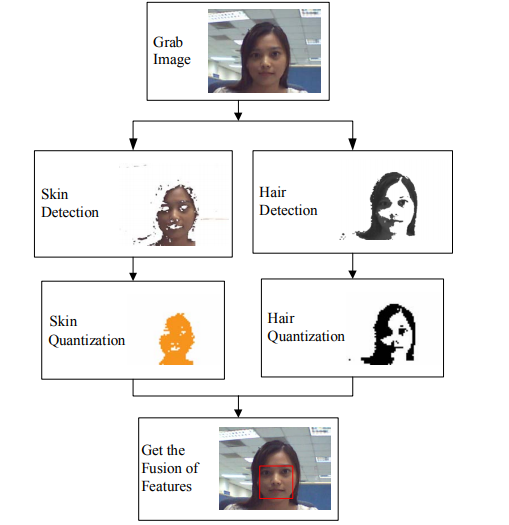 Grab
Image
Skin
Detection
Hair
Detection
Skin
Quantization
Hair
Quantization
Get the
Fusion of
Features